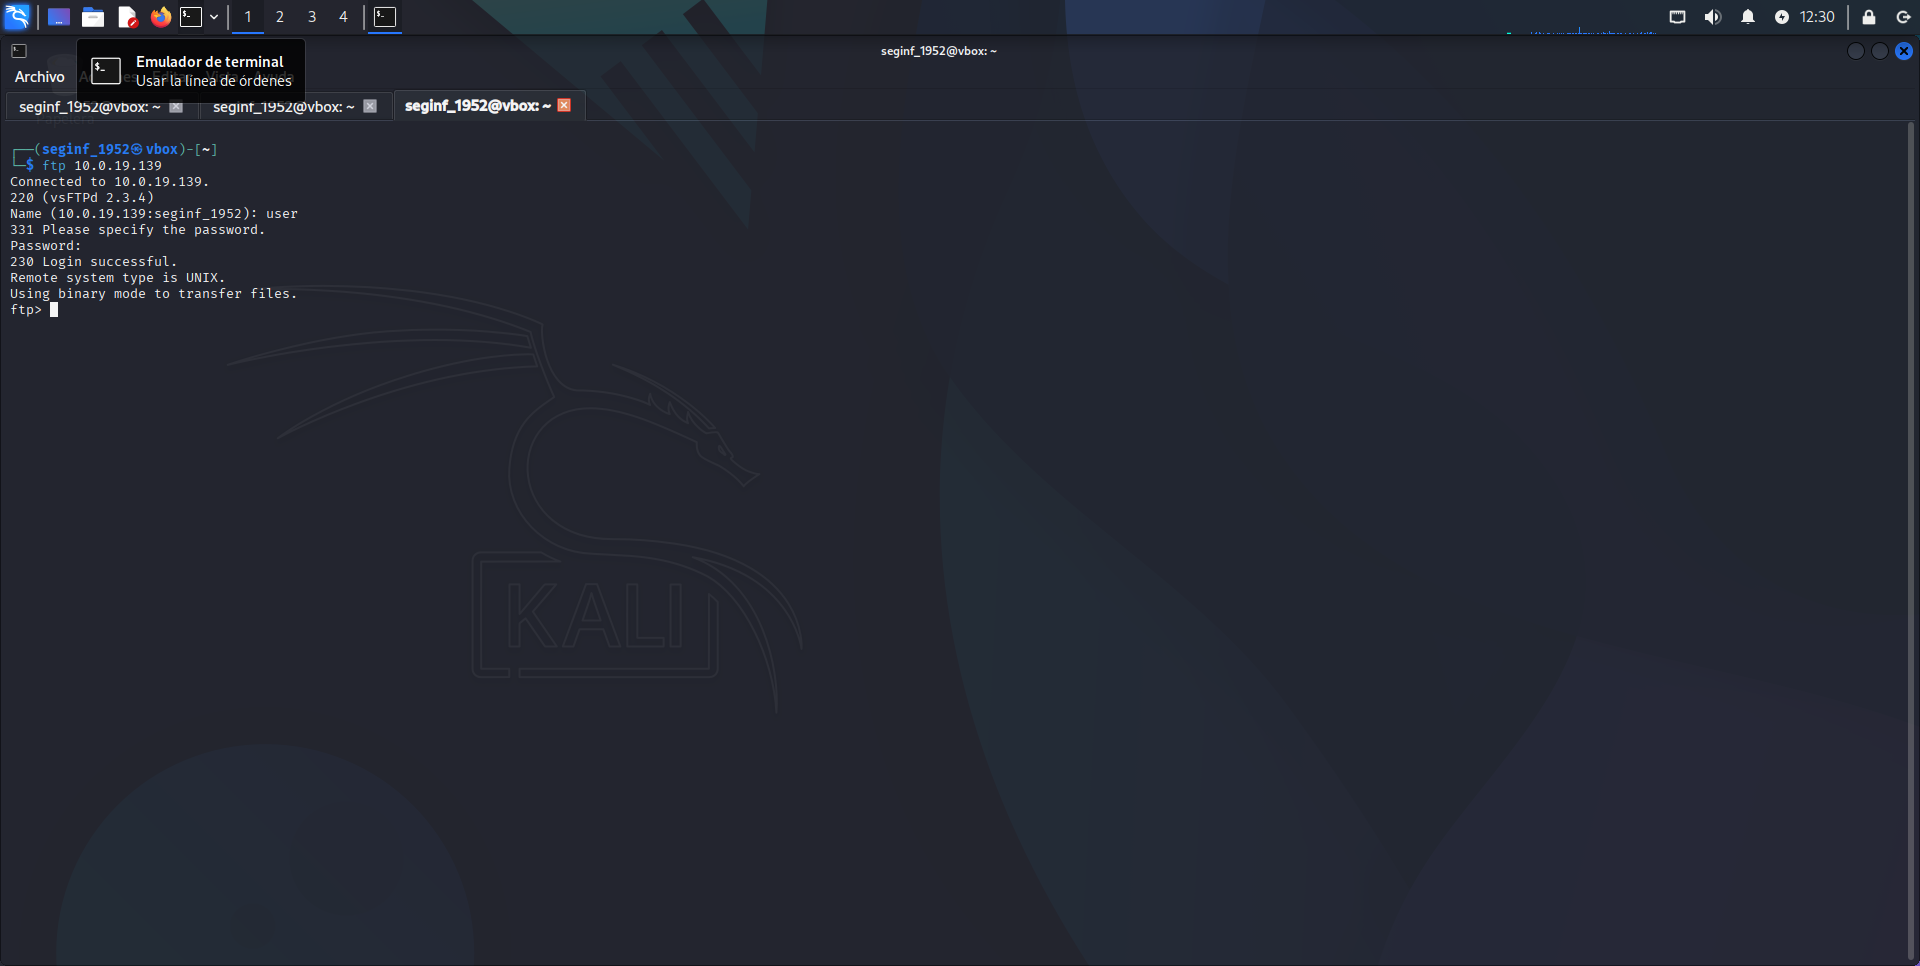 1 2 3 4
12:30
seginf_1952@vbox: ~
Emulador de terminal
Usar la línea de órdenes
Archivo
seginf_1952@vbox: ~ seginf_1952@vbox: ~ seginf_1952@vbox: ~
┌──(seginf_1952㉿vbox)-[~]
└─$ ftp 10.0.19.139
Connected to 10.0.19.139.
220 (vsFTPd 2.3.4)
Name (10.0.19.139:seginf_1952): user
331 Please specify the password.
Password:
230 Login successful.
Remote system type is UNIX.
Using binary mode to transfer files.
ftp>
KALI